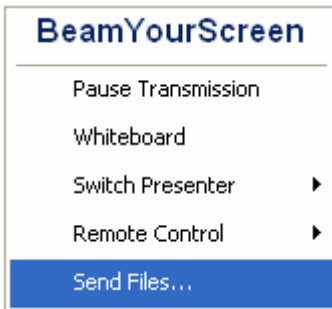 BeamYourScreen
Pause Transmission
Whiteboard
Switch Presenter
Remote Control
Send Files...